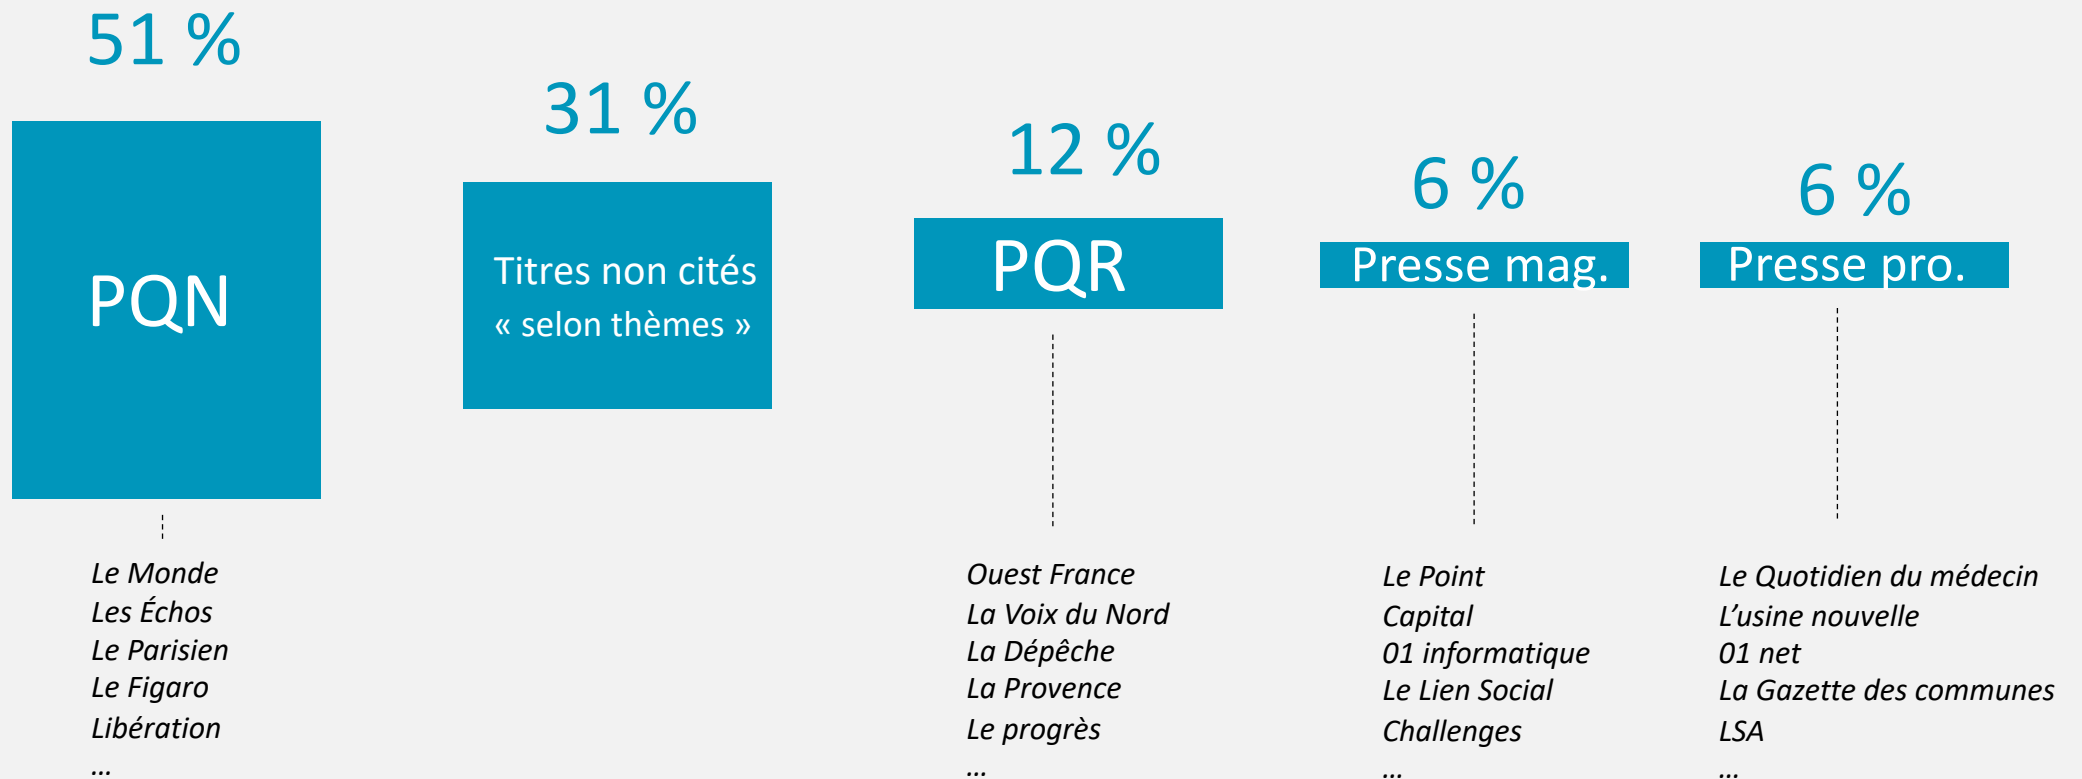 51 %
PQN
Le Monde
Les Échos
Le Parisien
Le Figaro
Libération
…
31 %
Titres non cités
« selon thèmes »
12 %
PQR
Ouest France
La Voix du Nord
La Dépêche
La Provence
Le progrès
…
6 %
Presse mag.
Le Point
Capital
01 informatique
Le Lien Social
Challenges
…
6 %
Presse pro.
Le Quotidien du médecin
L’usine nouvelle
01 net
La Gazette des communes
LSA
…